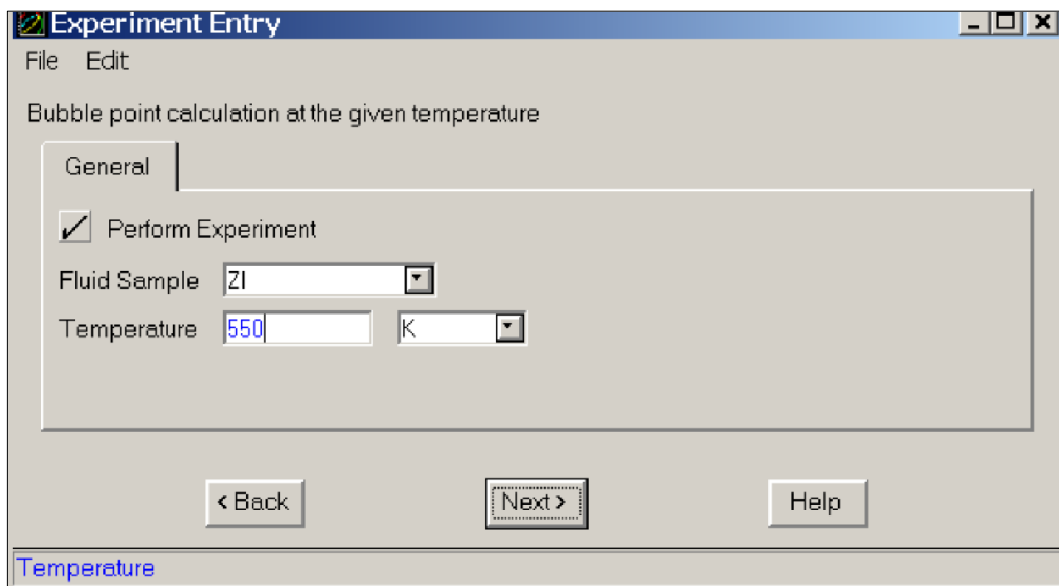 Experiment Entry
File Edit
Bubble point calculation at the given temperature
General
Perform Experiment
Fluid Sample ZI
Temperature 550 K
< Back Next > Help
Temperature